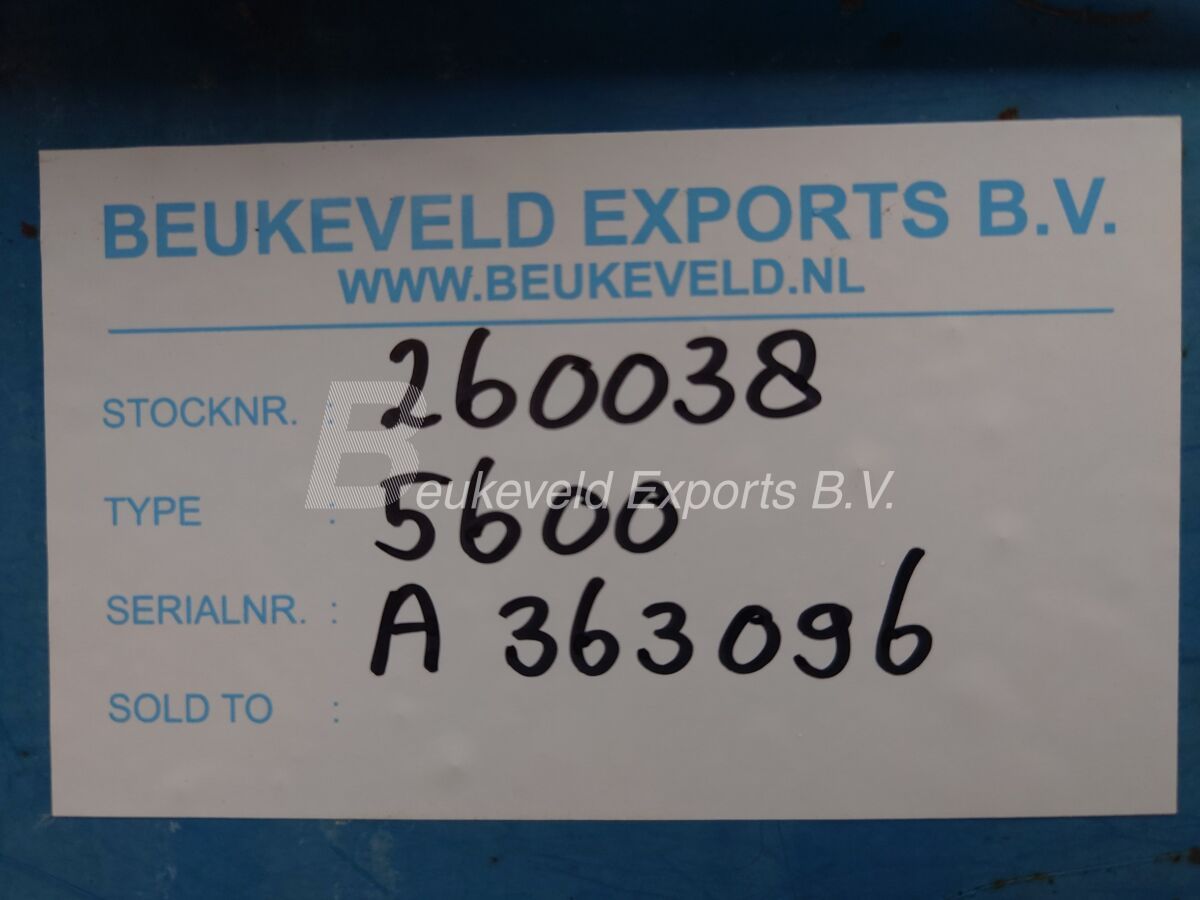 BEUKEVELD EXPORTS B.V.
WWW.BEUKEVELD.NL
STOCKNR. : 260038
Beukeveld Exports B.V.
TYPE : 5600
SERIALNR. : A 363096
SOLD TO :